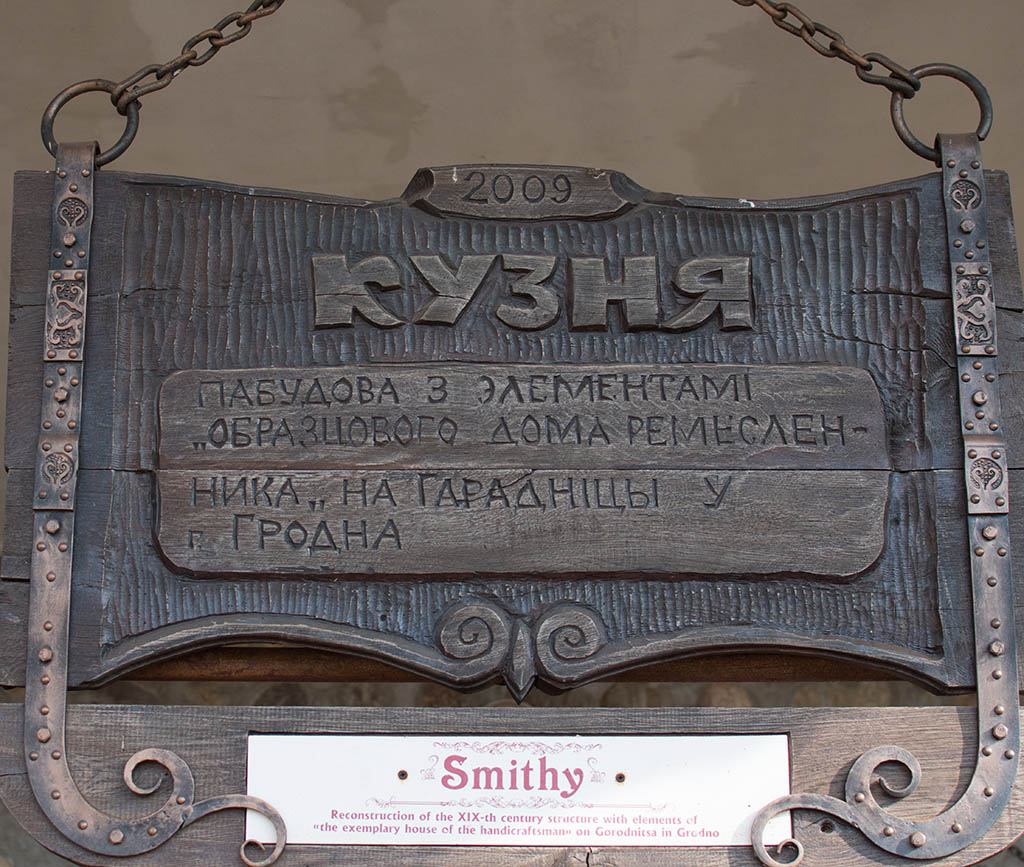 2009
КУЗНЯ
ПАБУДОВА З ЭЛЕМЕНТАМІ
„ОБРАЗЦОВОГО ДОМА РЕМЕСЛЕН-
НИКА„ НА ГАРАДНІЦЫ У
г. ГРОДНА
Smithy
Reconstruction of the XIX-th century structure with elements of
«the exemplary house of the handicraftsman» on Gorodnitsa in Grodno